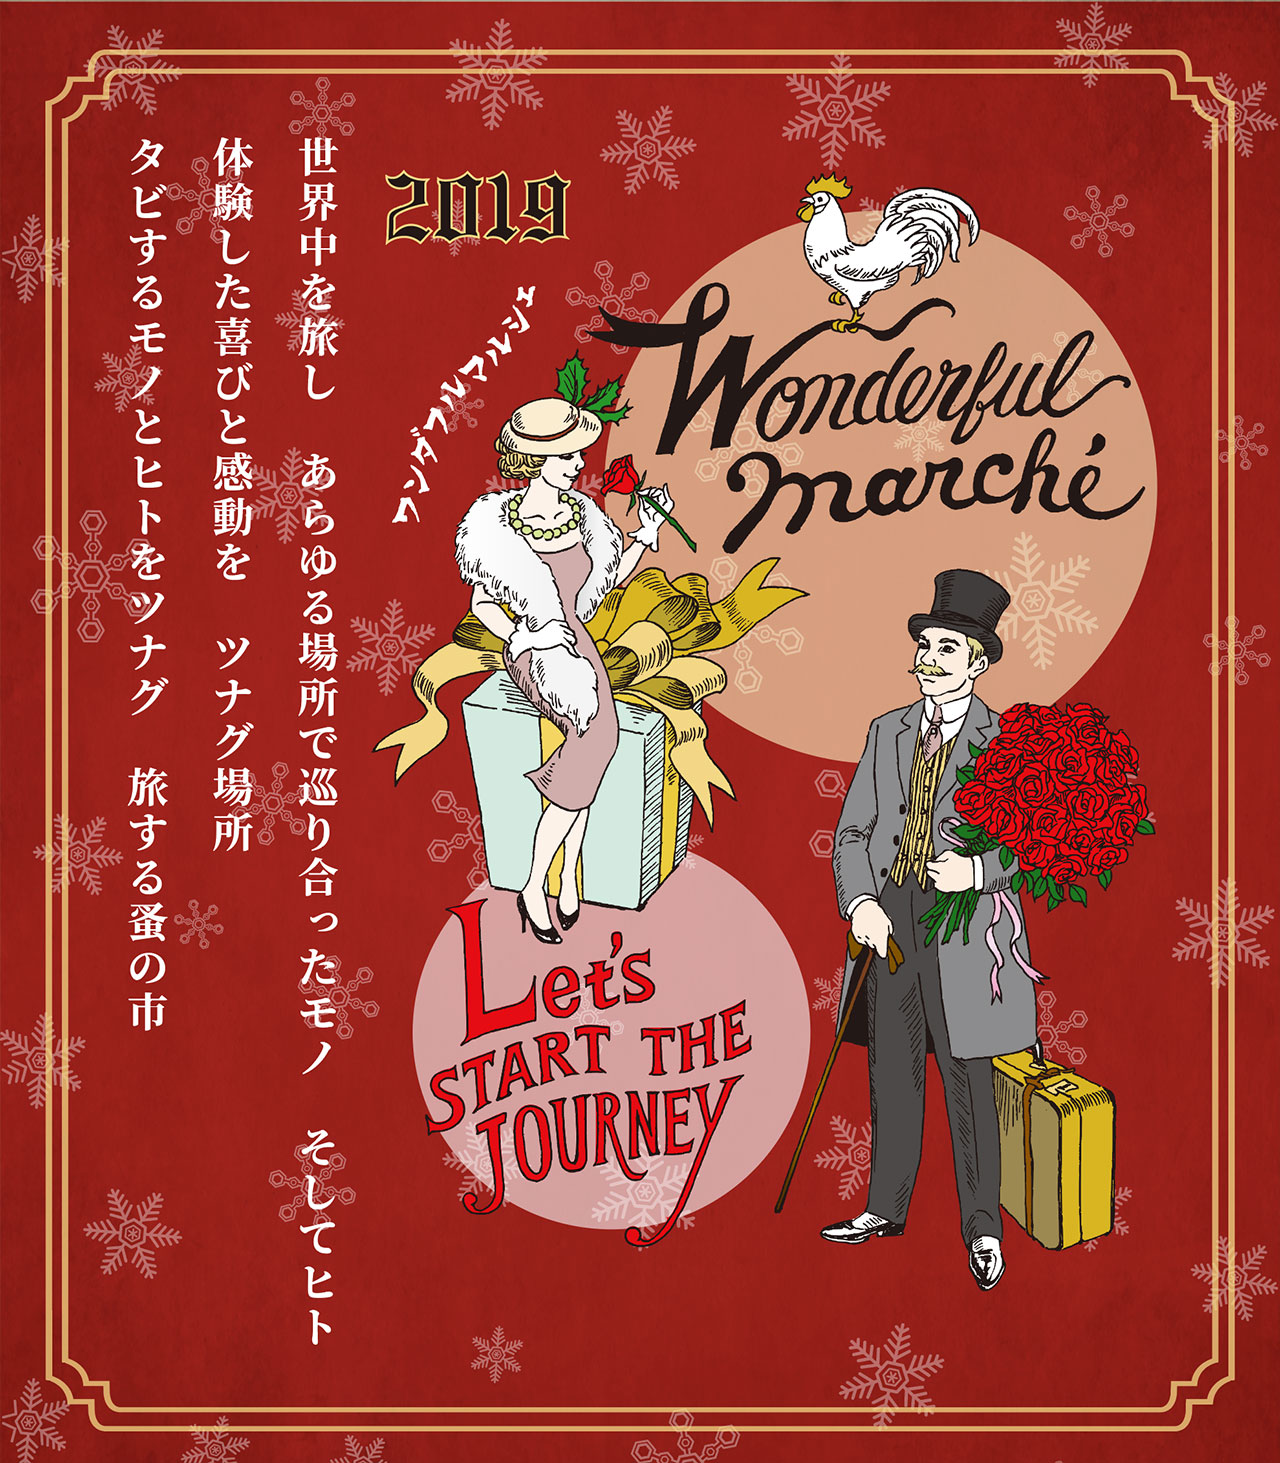 2019
ワンダフルマルシェ
Wonderful
marché
世界中を旅し　あらゆる場所で巡り合ったモノ　そしてヒト
体験した喜びと感動を　ツナグ場所
タビするモノとヒトをツナグ　旅する蚤の市
Let's
START THE
JOURNEY